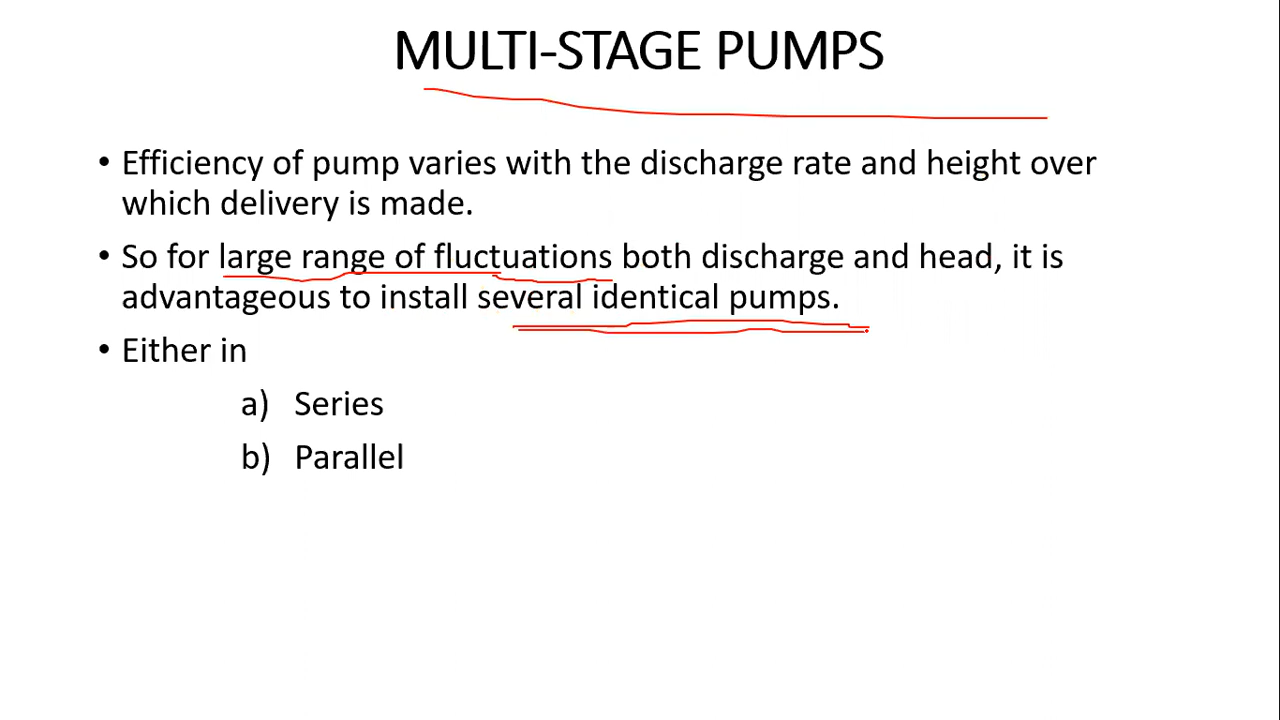 MULTI-STAGE PUMPS
• Efficiency of pump varies with the discharge rate and height over
which delivery is made.
• So for large range of fluctuations both discharge and head, it is
advantageous to install several identical pumps.
• Either in
a) Series
b) Parallel